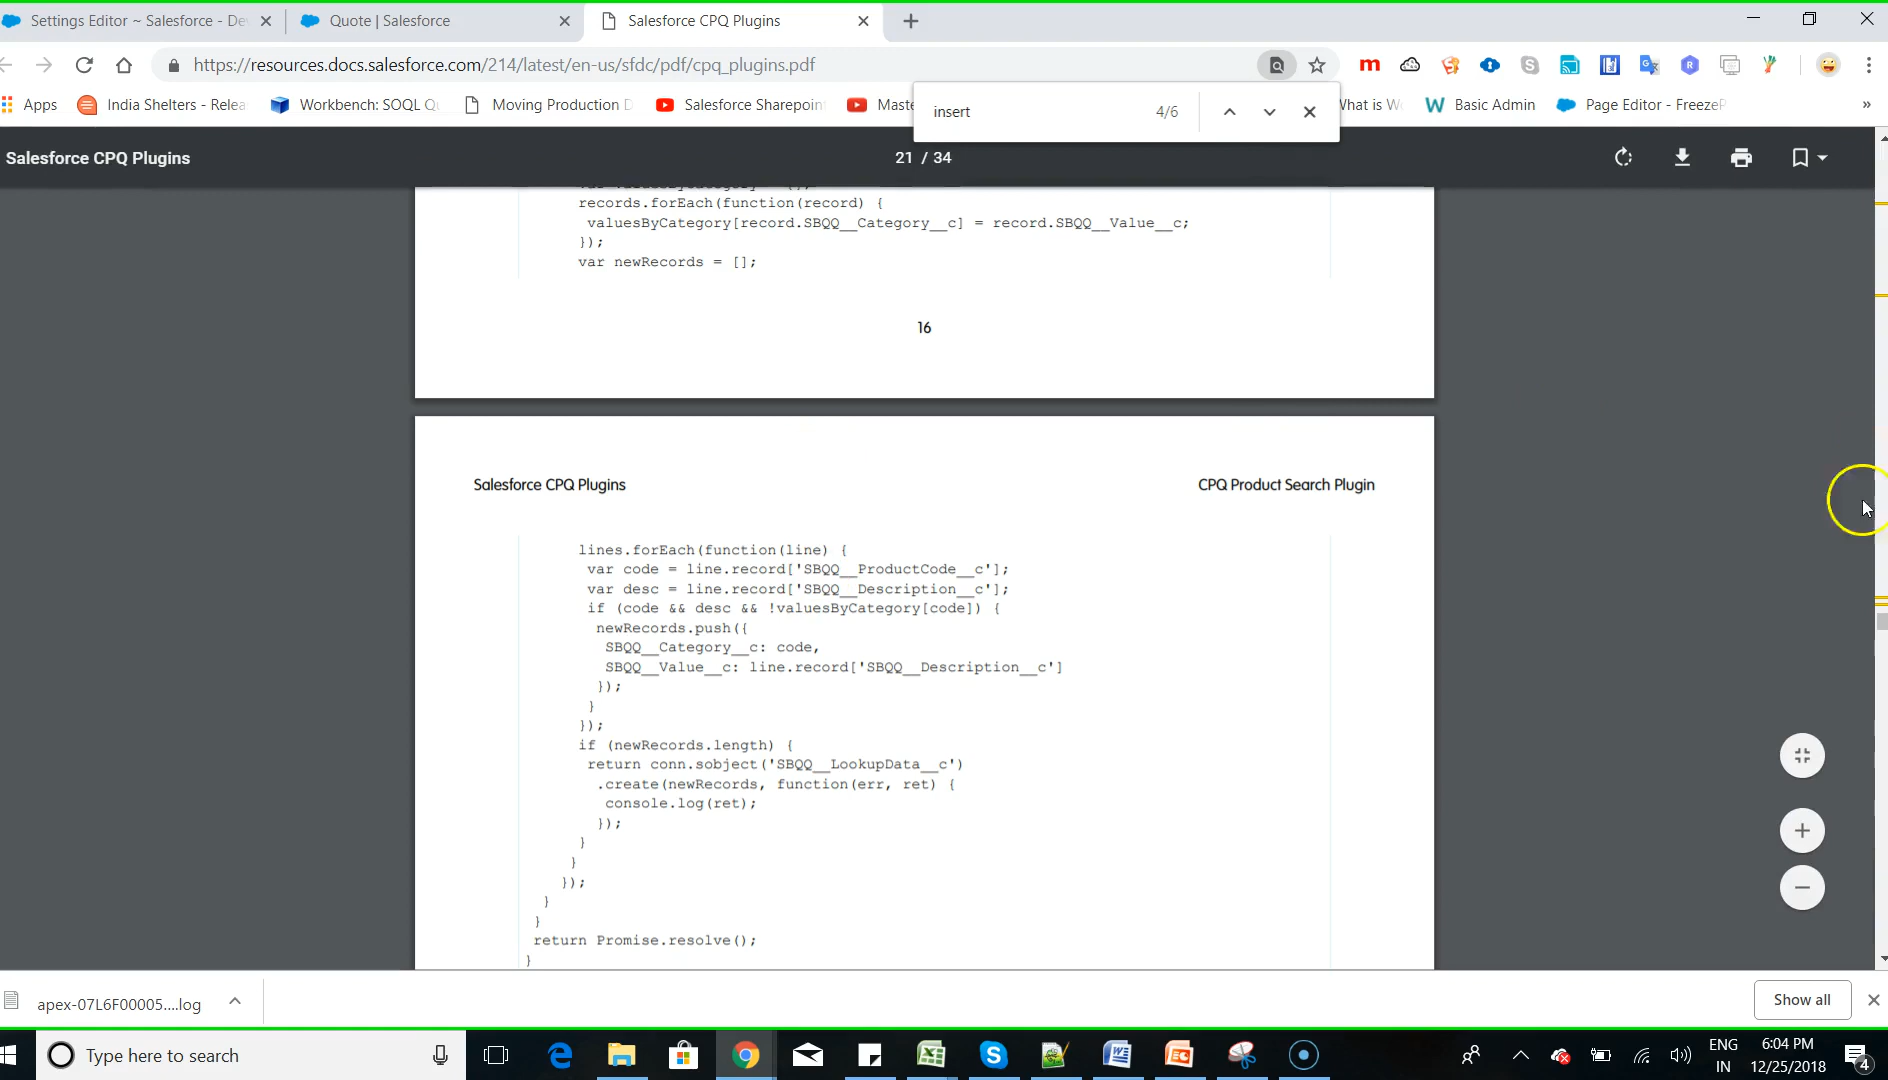 Settings Editor ~ Salesforce - De
Quote | Salesforce
Salesforce CPQ Plugins
https://resources.docs.salesforce.com/214/latest/en-us/sfdc/pdf/cpq_plugins.pdf
Apps
India Shelters - Relea
Workbench: SOQL Qu
Moving Production D
Salesforce Sharepoin
Maste
What is W
Basic Admin
Page Editor - FreezeP
insert
4/6
Salesforce CPQ Plugins
21 / 34
records.forEach(function(record) {
valuesByCategory[record.SBQQ__Category__c] = record.SBQQ__Value__c;
});
var newRecords = [];
16
Salesforce CPQ Plugins
CPQ Product Search Plugin
lines.forEach(function(line) {
var code = line.record['SBQQ__ProductCode__c'];
var desc = line.record['SBQQ__Description__c'];
if (code && desc && !valuesByCategory[code]) {
newRecords.push({
SBQQ__Category__c: code,
SBQQ__Value__c: line.record['SBQQ__Description__c']
});
}
});
if (newRecords.length) {
return conn.sobject('SBQQ__LookupData__c')
.create(newRecords, function(err, ret) {
console.log(ret);
});
}
}
});
}
}
return Promise.resolve();
}
apex-07L6F00005....log
Show all
Type here to search
ENG
IN
6:04 PM
12/25/2018
4